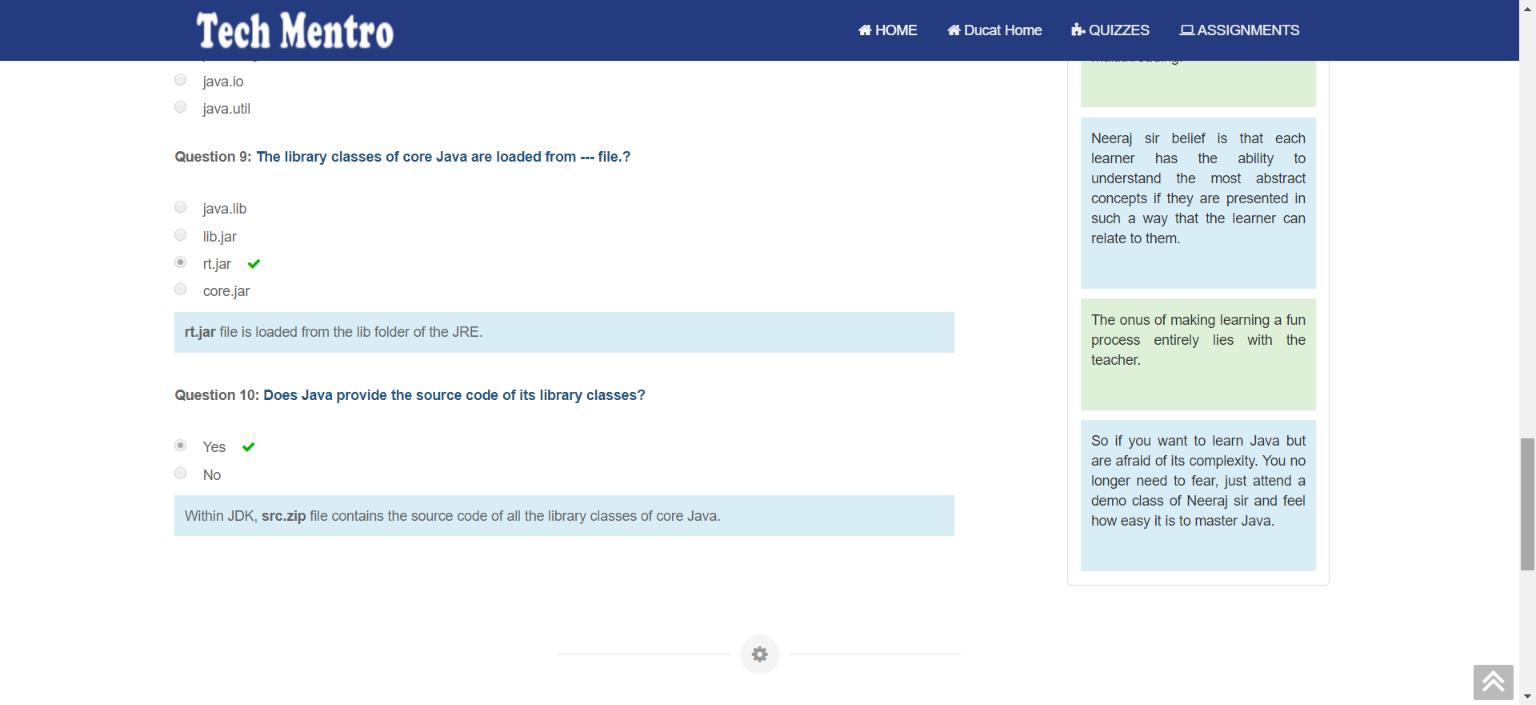 Tech Mentro
HOME
Ducat Home
QUIZZES
ASSIGNMENTS
java.io
java.util
Question 9: The library classes of core Java are loaded from --- file.?
java.lib
lib.jar
rt.jar
core.jar
rt.jar file is loaded from the lib folder of the JRE.
Question 10: Does Java provide the source code of its library classes?
Yes
No
Within JDK, src.zip file contains the source code of all the library classes of core Java.
Neeraj sir belief is that each
learner has the ability to
understand the most abstract
concepts if they are presented in
such a way that the learner can
relate to them.
The onus of making learning a fun
process entirely lies with the
teacher.
So if you want to learn Java but
are afraid of its complexity. You no
longer need to fear, just attend a
demo class of Neeraj sir and feel
how easy it is to master Java.